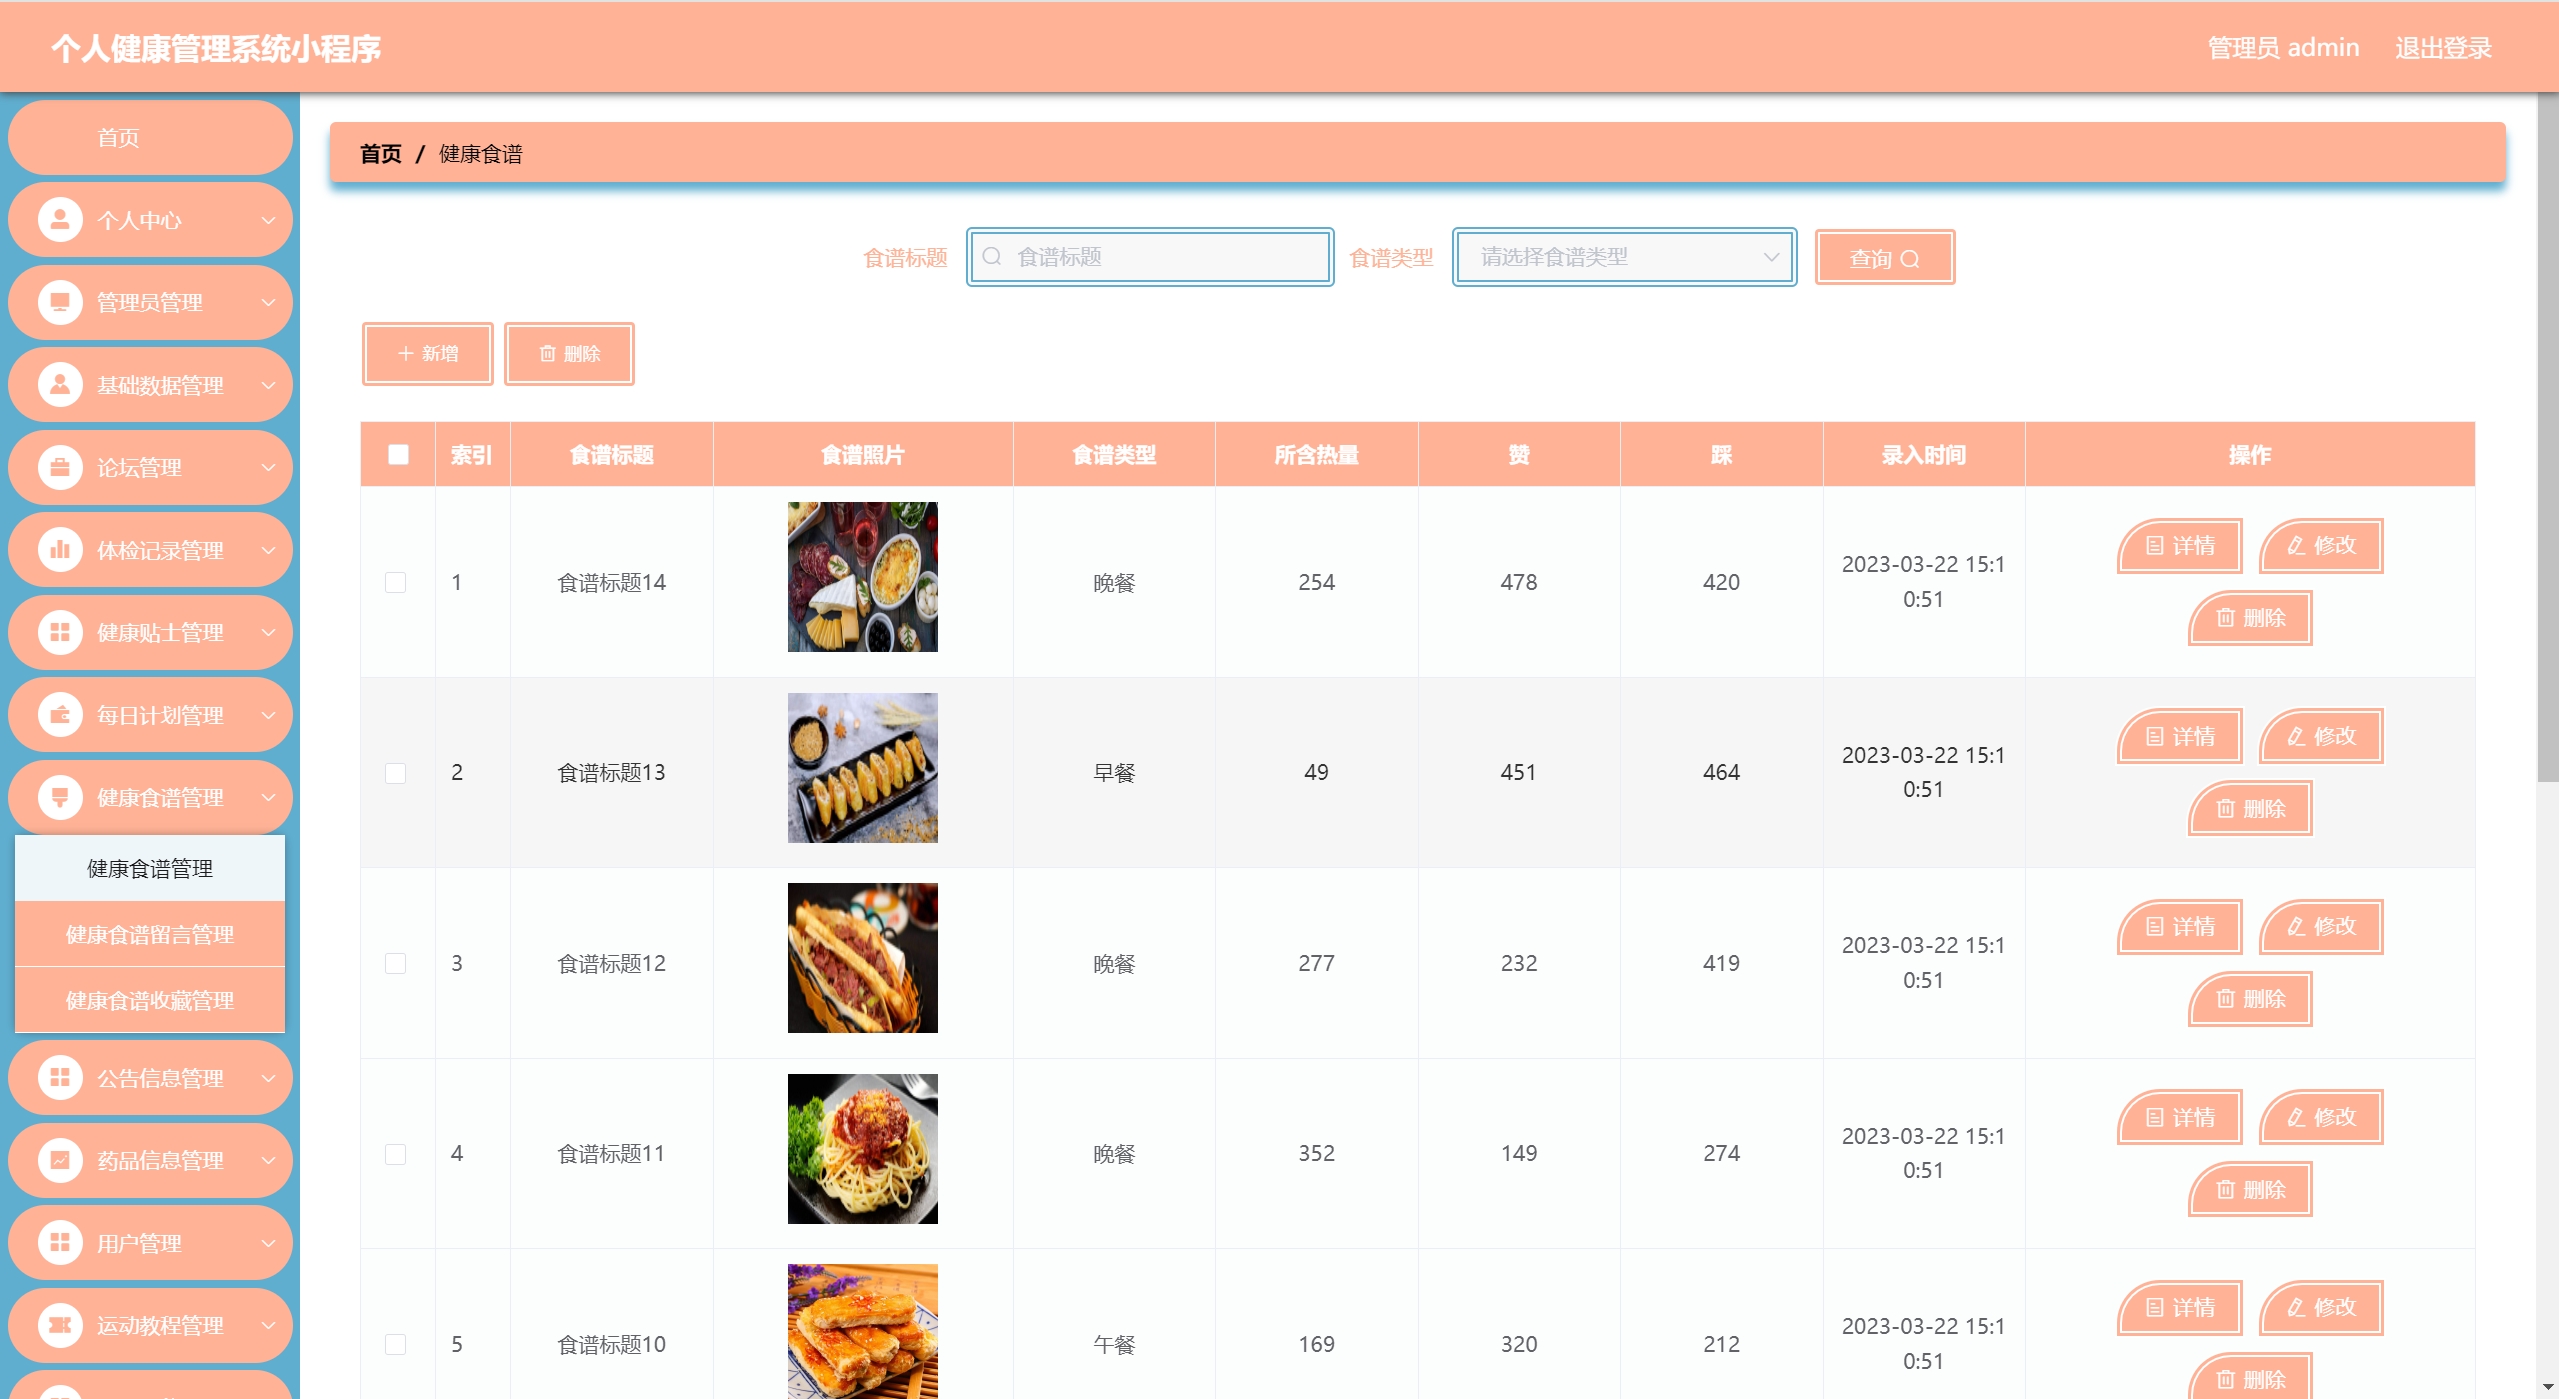 个人健康管理系统小程序
管理员 admin 退出登录
首页
个人中心
管理员管理
基础数据管理
论坛管理
体检记录管理
健康贴士管理
每日计划管理
健康食谱管理
健康食谱管理
健康食谱留言管理
健康食谱收藏管理
公告信息管理
药品信息管理
用户管理
运动教程管理
首页 / 健康食谱
食谱标题 食谱标题 食谱类型 请选择食谱类型 查询
新增 删除
索引 食谱标题 食谱照片 食谱类型 所含热量 赞 踩 录入时间 操作
1 食谱标题14 晚餐 254 478 420 2023-03-22 15:1
0:51
详情 修改
删除
2 食谱标题13 早餐 49 451 464 2023-03-22 15:1
0:51
详情 修改
删除
3 食谱标题12 晚餐 277 232 419 2023-03-22 15:1
0:51
详情 修改
删除
4 食谱标题11 晚餐 352 149 274 2023-03-22 15:1
0:51
详情 修改
删除
5 食谱标题10 午餐 169 320 212 2023-03-22 15:1
0:51
详情 修改
删除